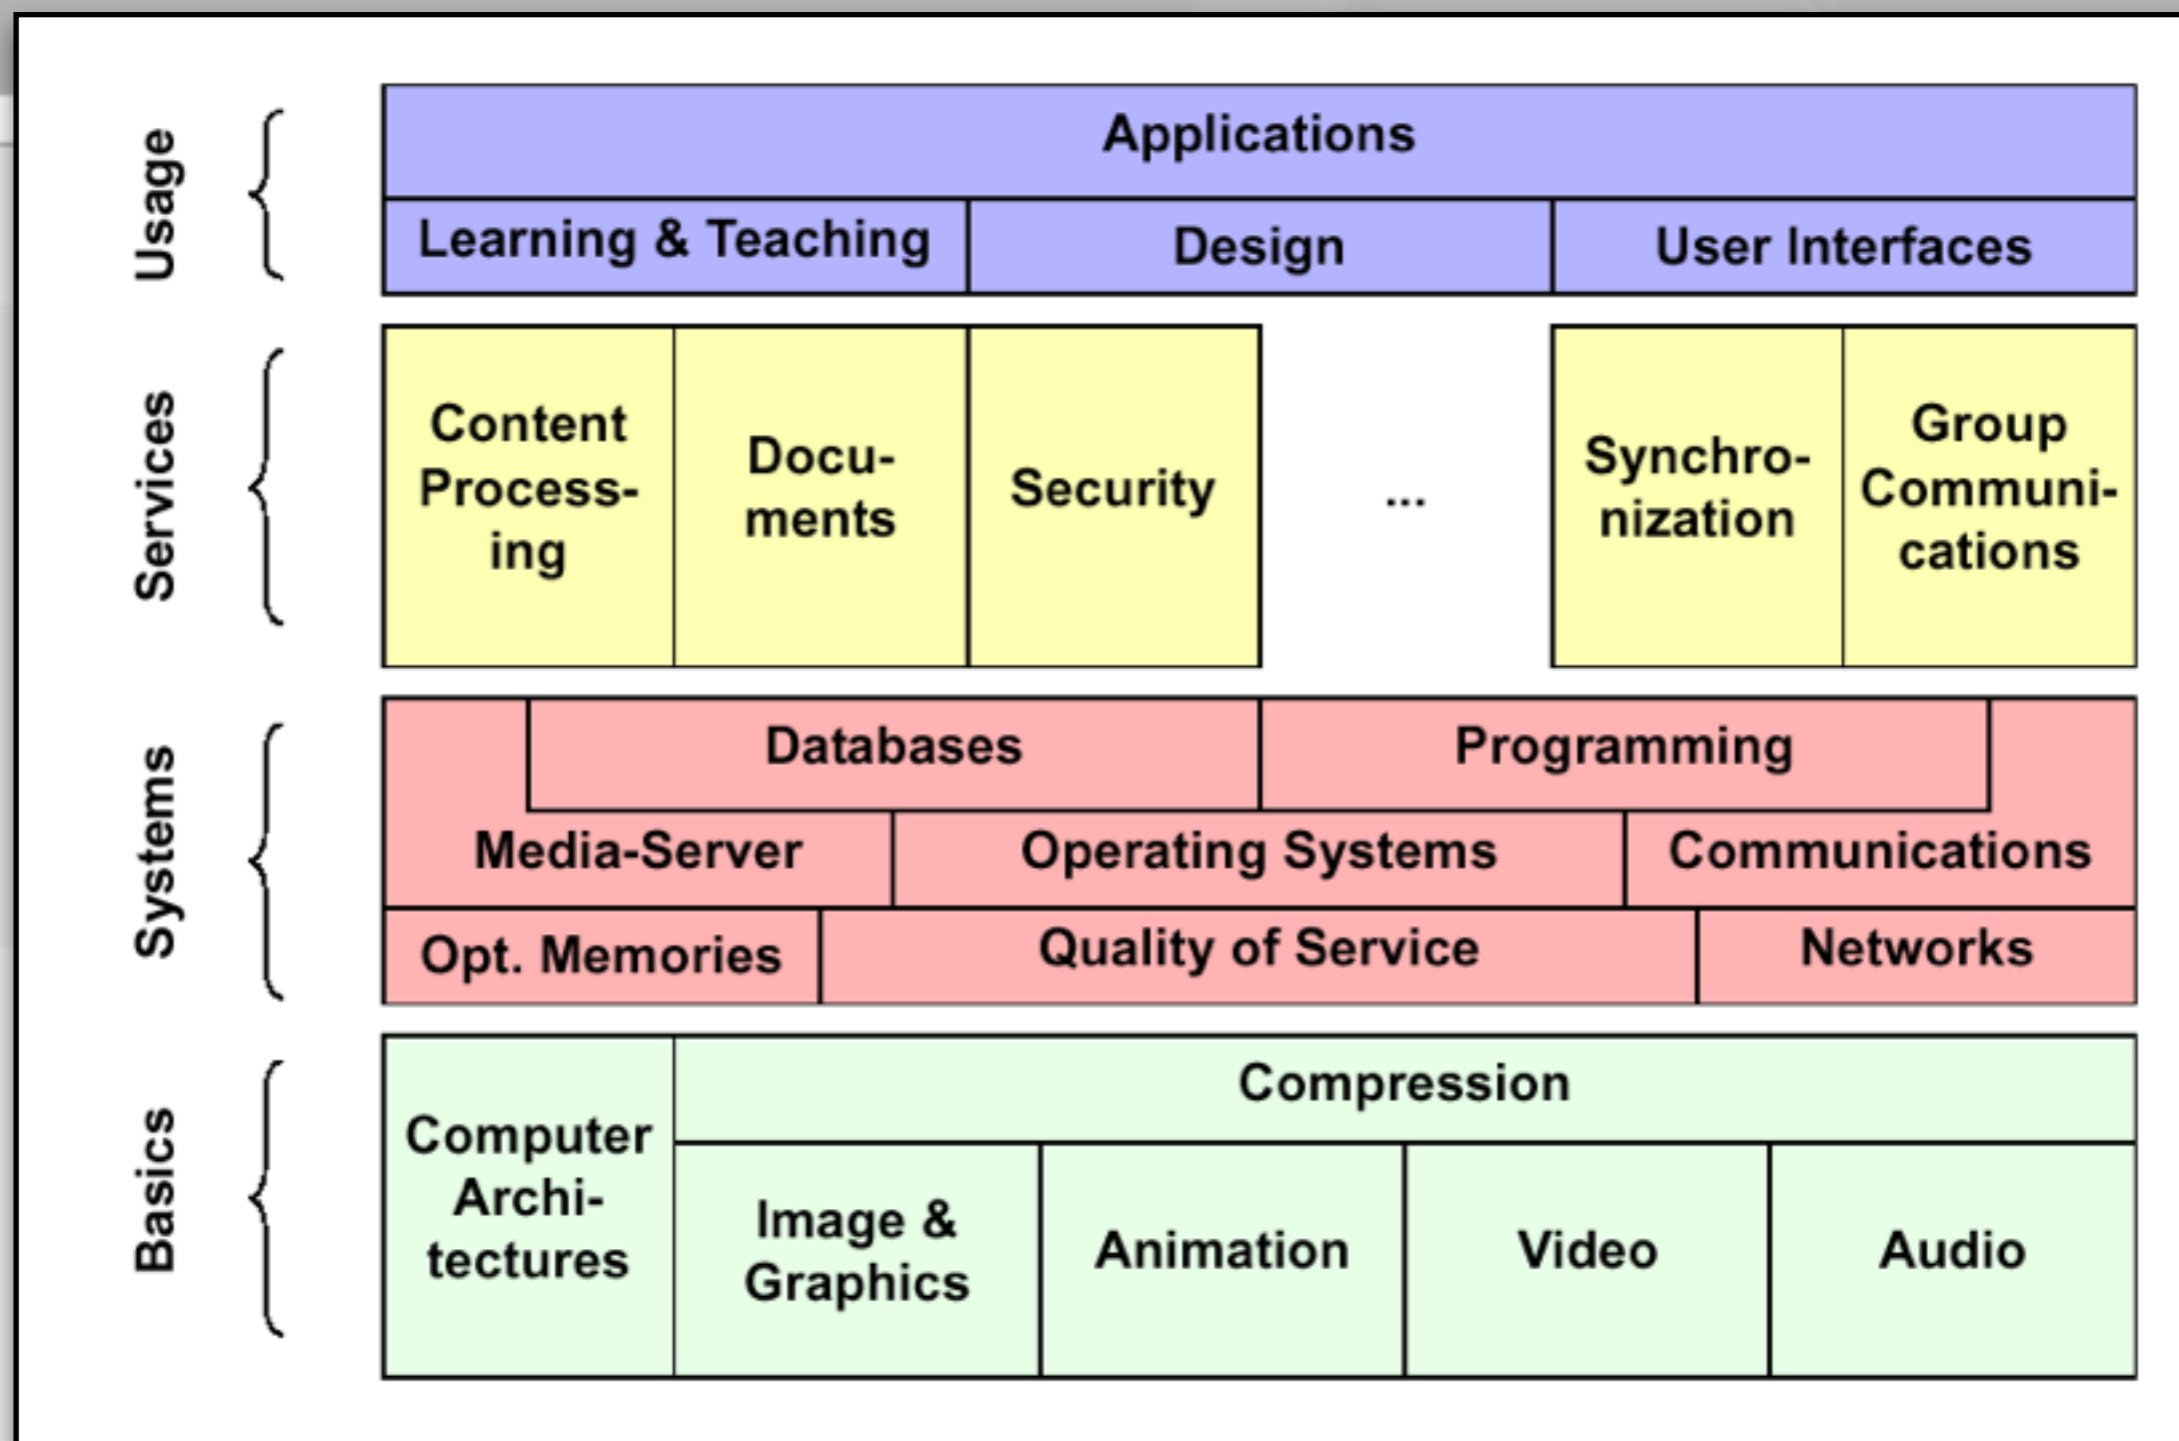 Usage
Applications
Learning & Teaching
Design
User Interfaces
Services
Content
Process-
ing
Docu-
ments
Security
...
Synchro-
nization
Group
Communi-
cations
Systems
Databases
Programming
Media-Server
Operating Systems
Communications
Opt. Memories
Quality of Service
Networks
Basics
Computer
Archi-
tectures
Compression
Image &
Graphics
Animation
Video
Audio